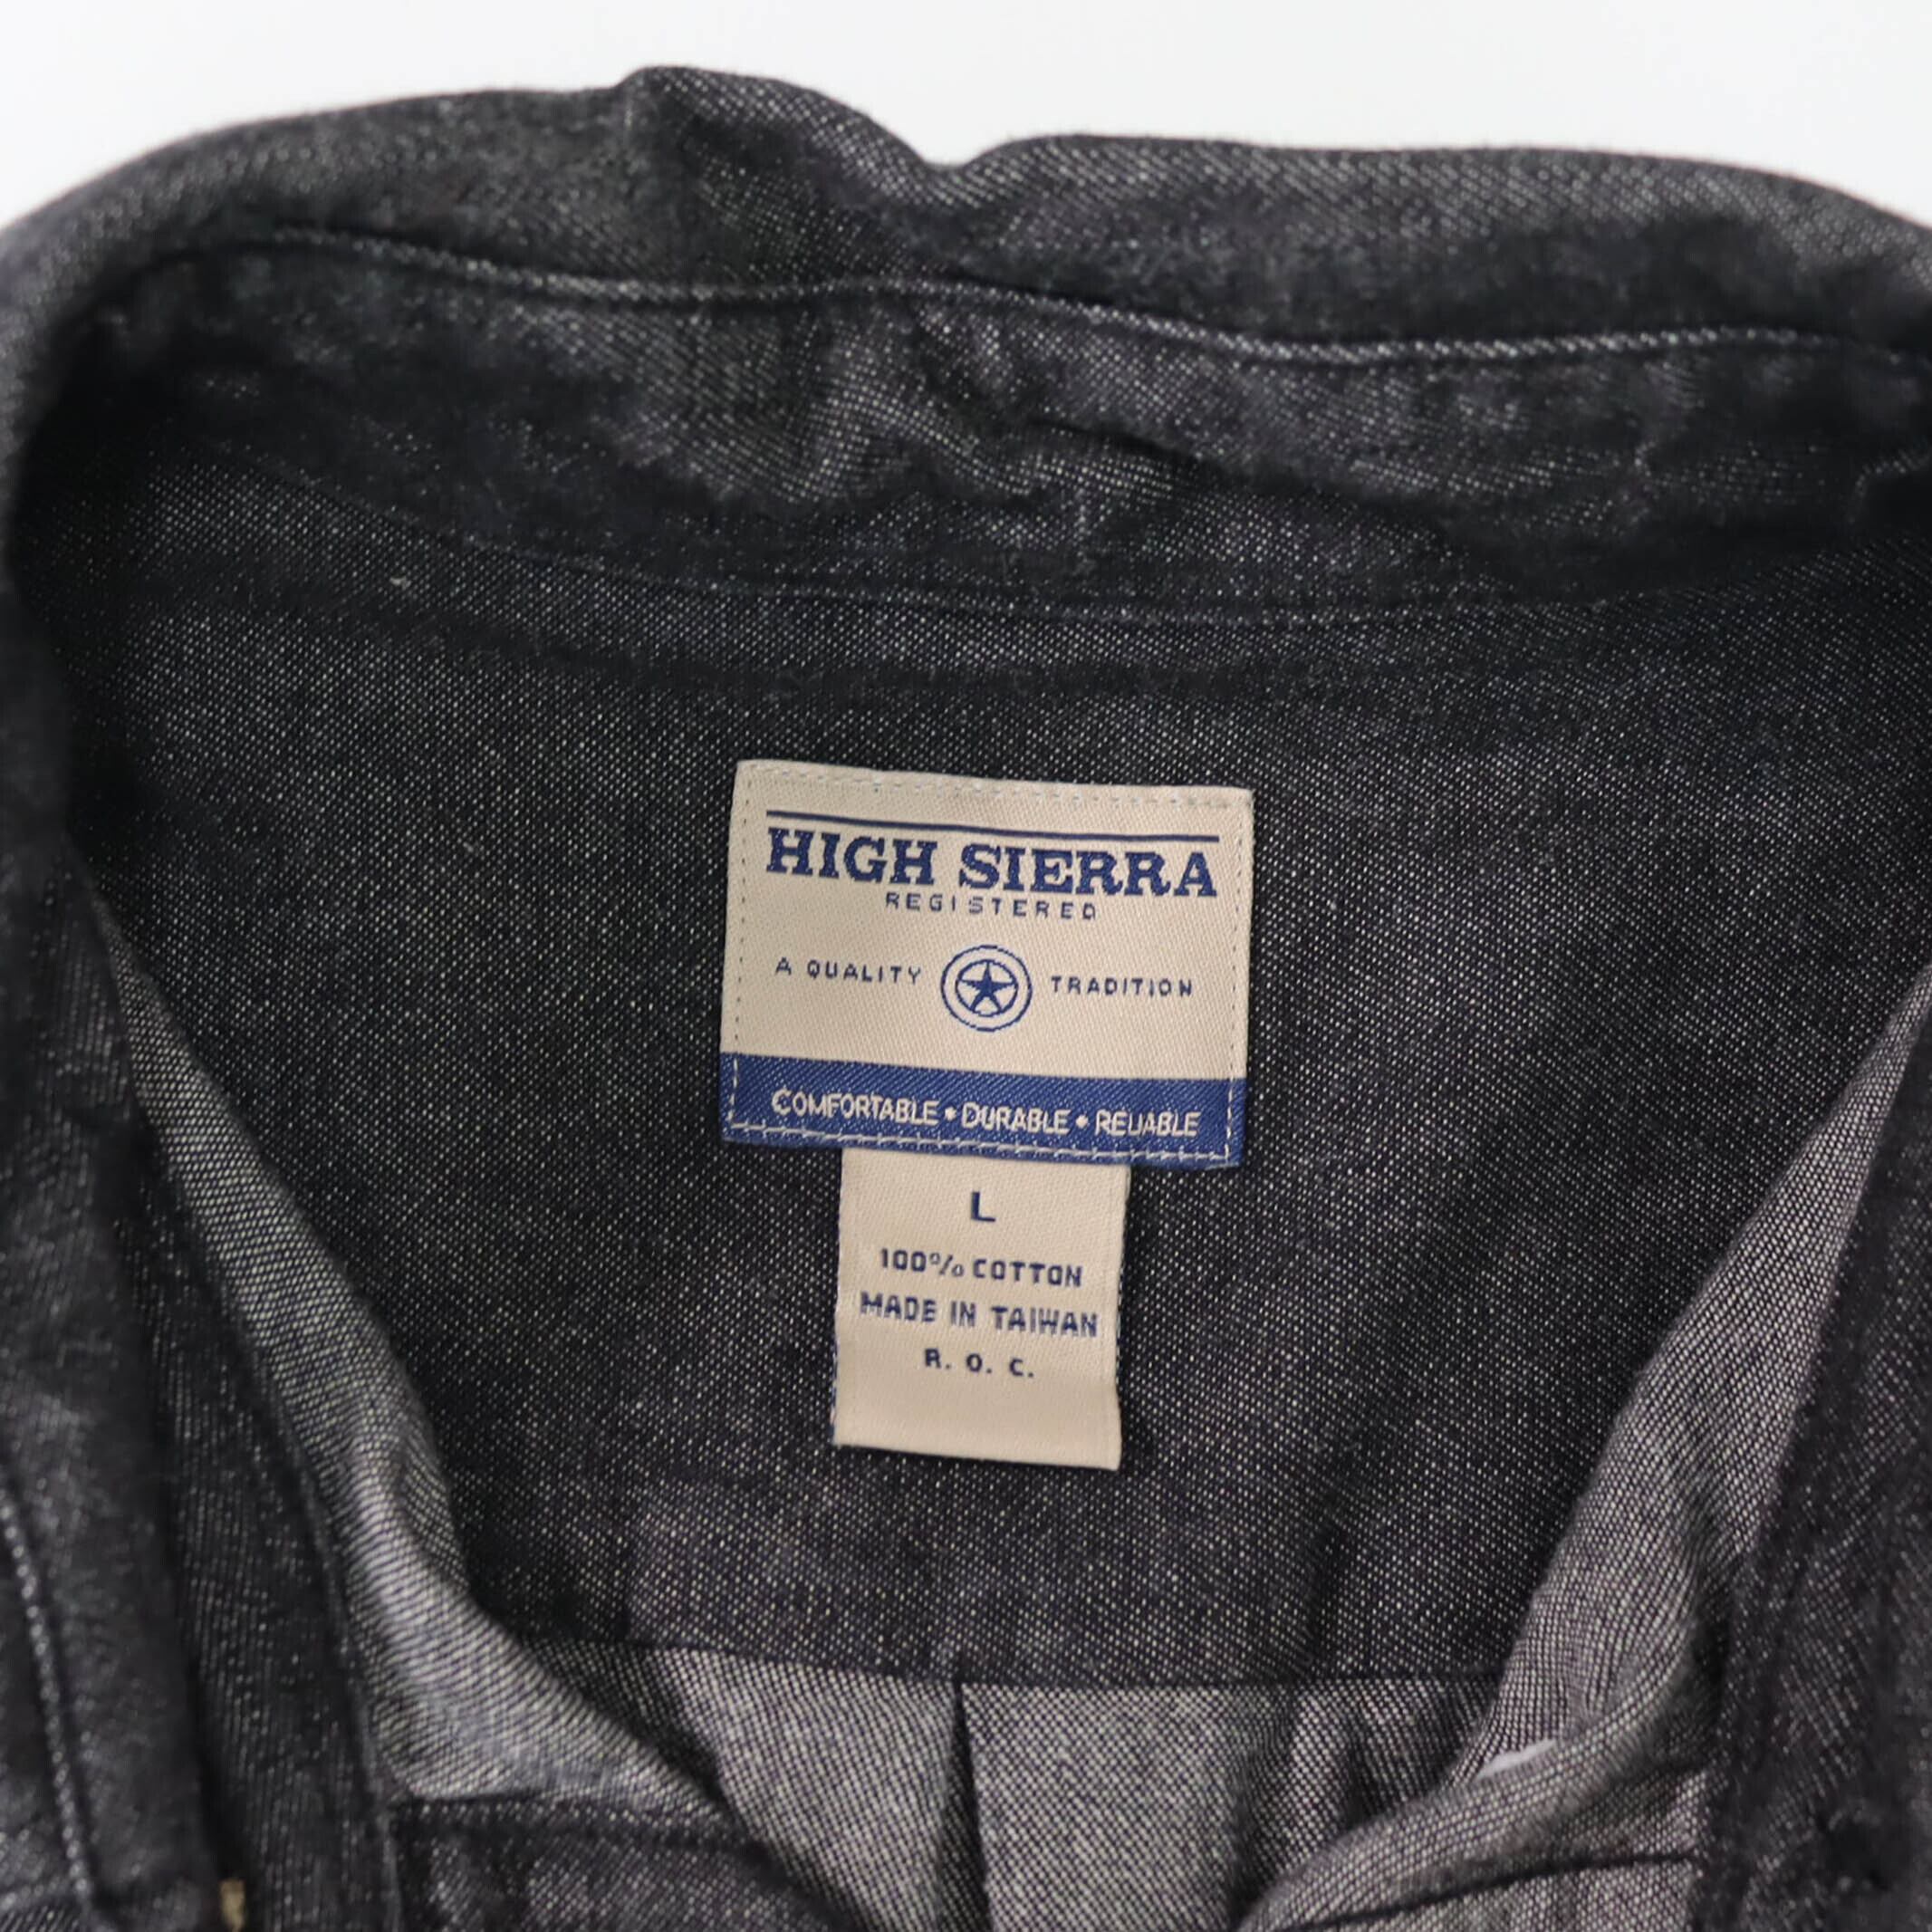 HIGH SIERRA
REGISTERED
A QUALITY TRADITION
COMFORTABLE • DURABLE • RELIABLE
L
100% COTTON
MADE IN TAIWAN
R. O. C.